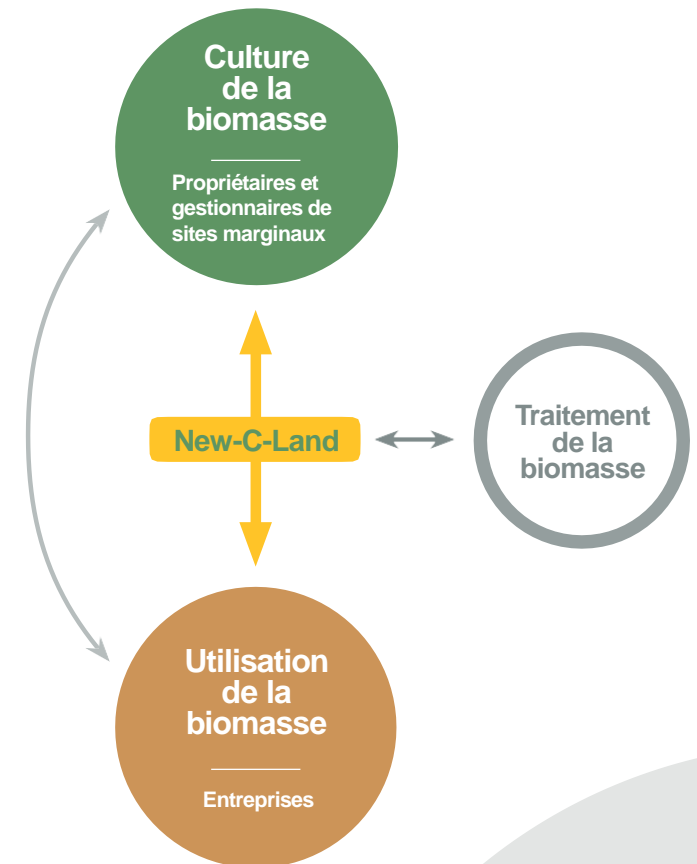 Culture
de la
biomasse
Propriétaires et
gestionnaires de
sites marginaux
New-C-Land
Traitement
de la
biomasse
Utilisation
de la
biomasse
Entreprises